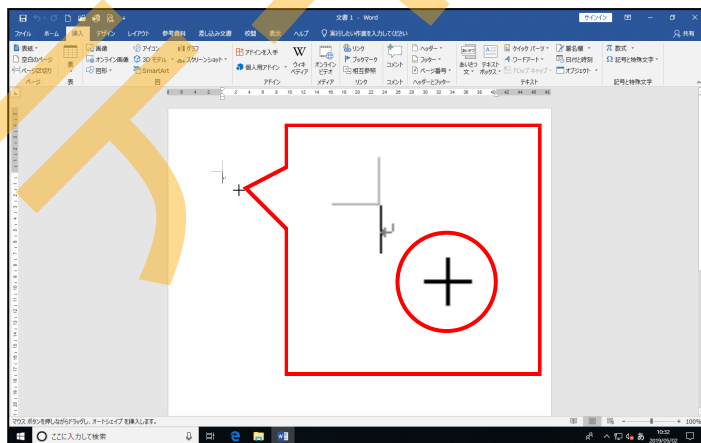 文書 1 - Word
サインイン
ファイル ホーム 挿入 デザイン レイアウト 参考資料 差し込み文書 校閲 表示 ヘルプ 実行したい作業を入力してください 共有
表紙
空白のページ
ページ区切り
ページ
表
表
画像
オンライン画像
図形
アイコン
3D モデル
SmartArt
グラフ
スクリーンショット
図
アドインを入手
個人用アドイン
ウィキペディア
アドイン
オンライン
ビデオ
メディア
リンク
ブックマーク
相互参照
リンク
コメント
コメント
ヘッダー
フッター
ページ番号
ヘッダーとフッター
あいさつ
文
テキスト
ボックス
クイック パーツ
ワードアート
ドロップ キャップ
署名欄
日付と時刻
オブジェクト
テキスト
数式
記号と特殊文字
記号と特殊文字
マウス ボタンを押しながらドラッグし、オートシェイプを挿入します。
100%
ここに入力して検索
あ
10:32
2019/05/02